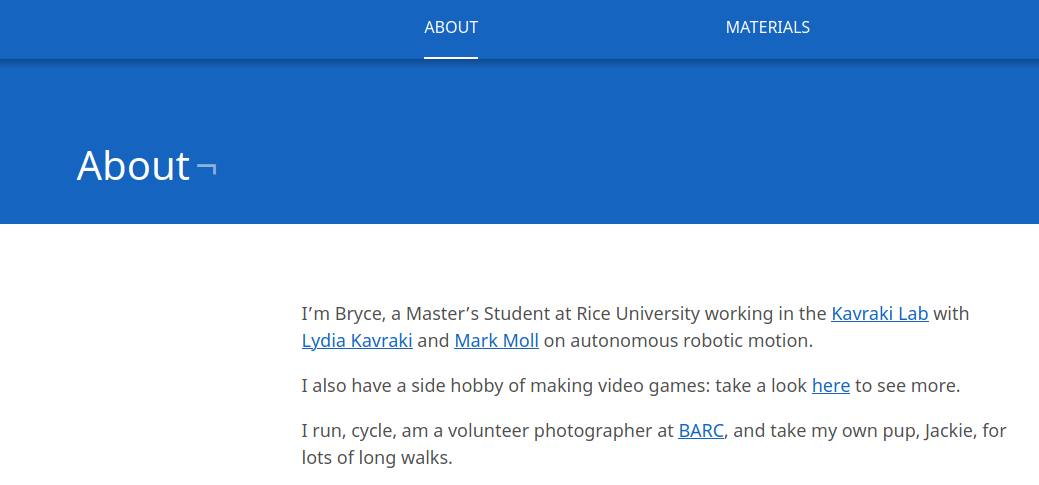 ABOUT
MATERIALS
About ¬
I’m Bryce, a Master’s Student at Rice University working in the Kavraki Lab with
Lydia Kavraki and Mark Moll on autonomous robotic motion.
I also have a side hobby of making video games: take a look here to see more.
I run, cycle, am a volunteer photographer at BARC, and take my own pup, Jackie, for
lots of long walks.